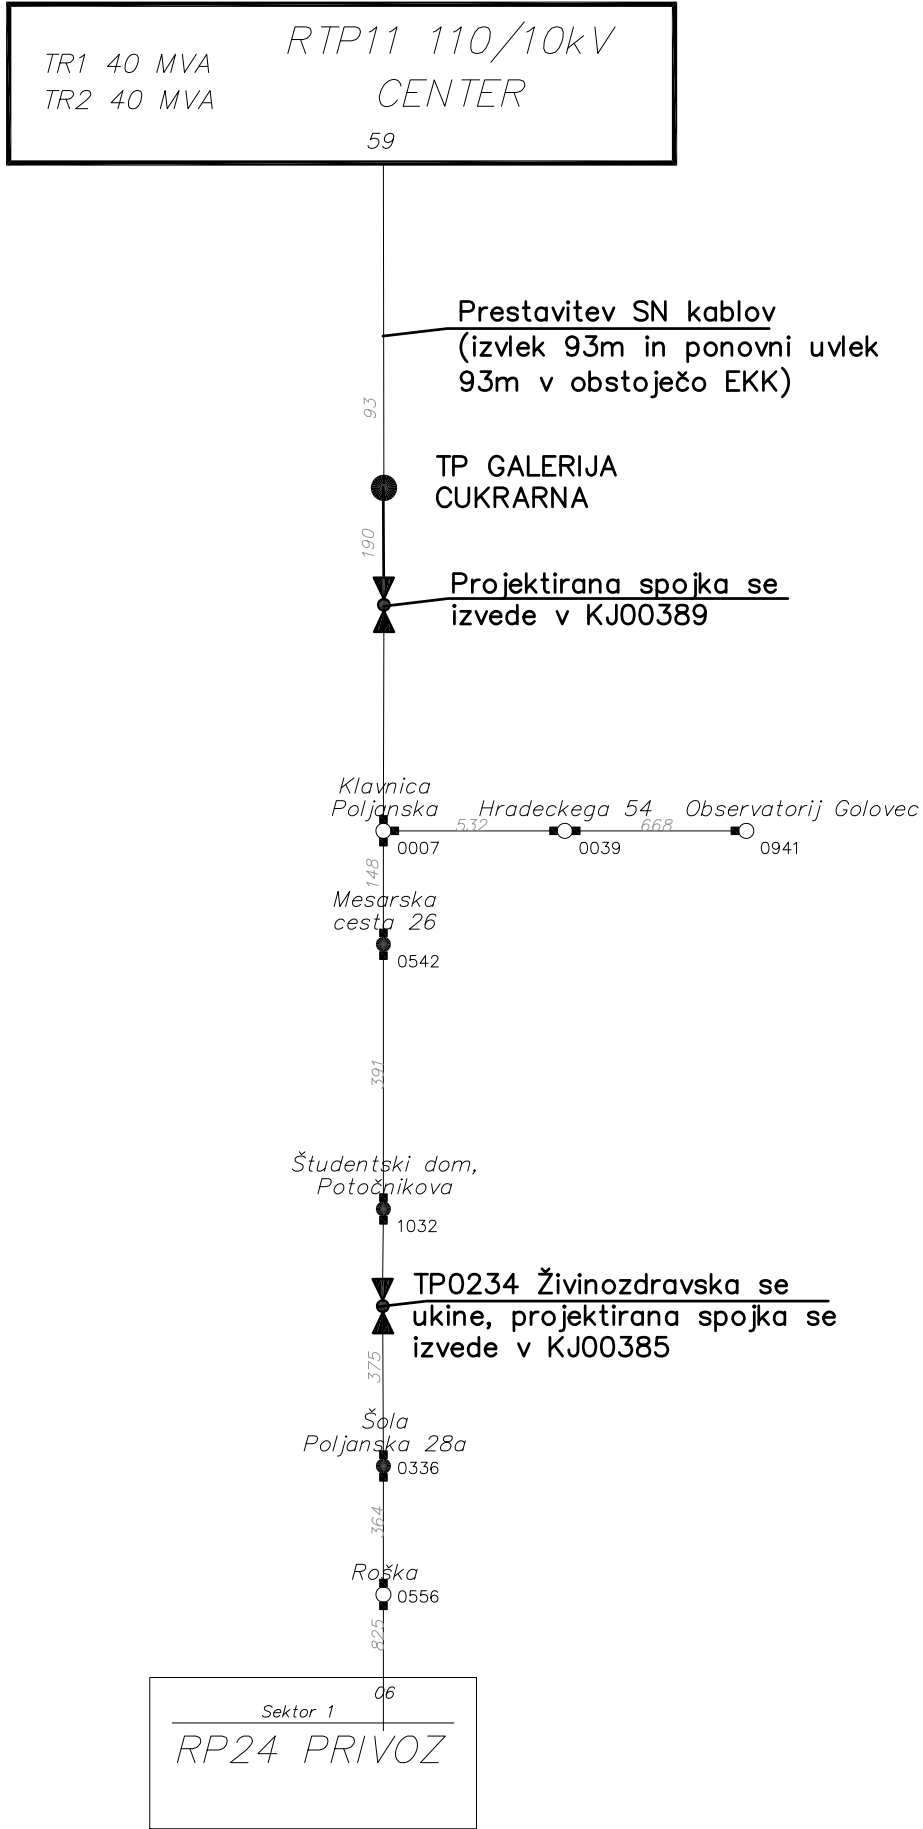 RTP11 110/10kV
CENTER
TR1 40 MVA
TR2 40 MVA
59
Prestavitev SN kablov
(izvlek 93m in ponovni uvlek
93m v obstoječo EKK)
93
TP GALERIJA
CUKRARNA
190
Projektirana spojka se
izvede v KJ00389
Klavnica
Poljanska
0007
532
Hradeckega 54
0039
668
Observatorij Golovec
0941
148
Mesarska
cesta 26
0542
391
Študentski dom,
Potočnikova
1032
TP0234 Živinozdravska se
ukine, projektirana spojka se
izvede v KJ00385
375
Šola
Poljanska 28a
0336
364
Roška
0556
825
06
Sektor 1
RP24 PRIVOZ